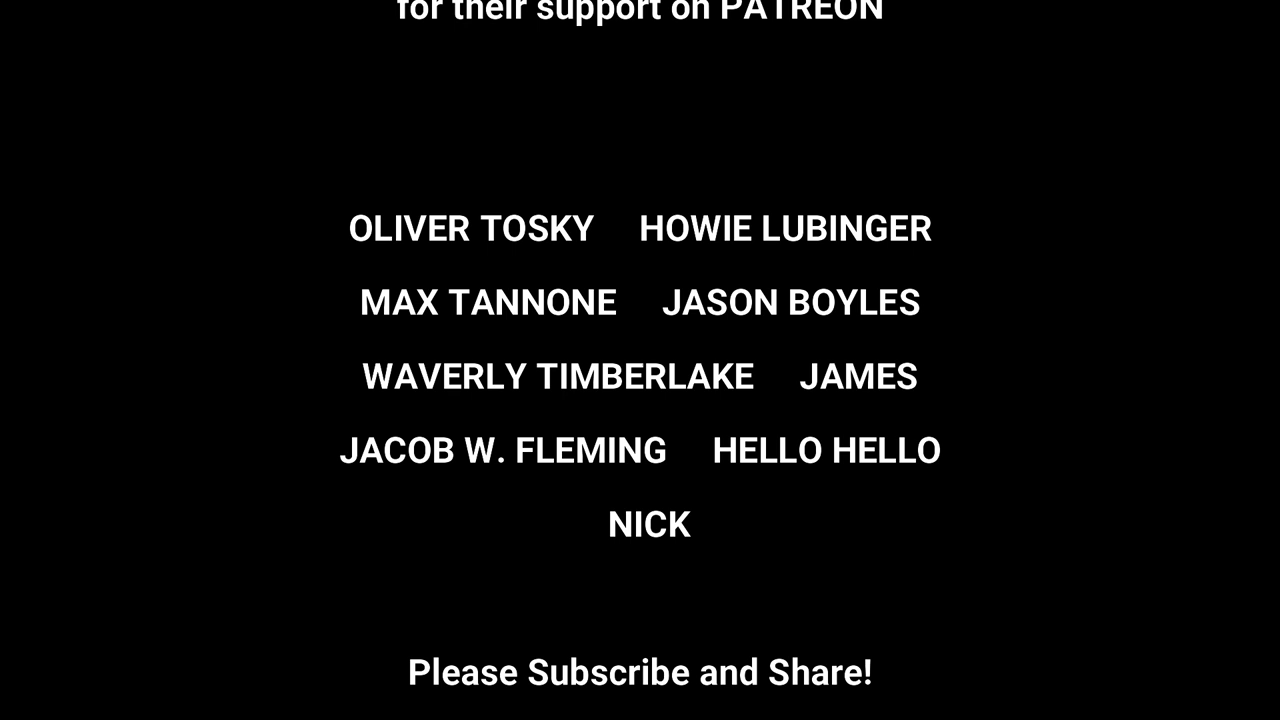 for their support on PATREON
OLIVER TOSKY HOWIE LUBINGER
MAX TANNONE JASON BOYLES
WAVERLY TIMBERLAKE JAMES
JACOB W. FLEMING HELLO HELLO
NICK
Please Subscribe and Share!